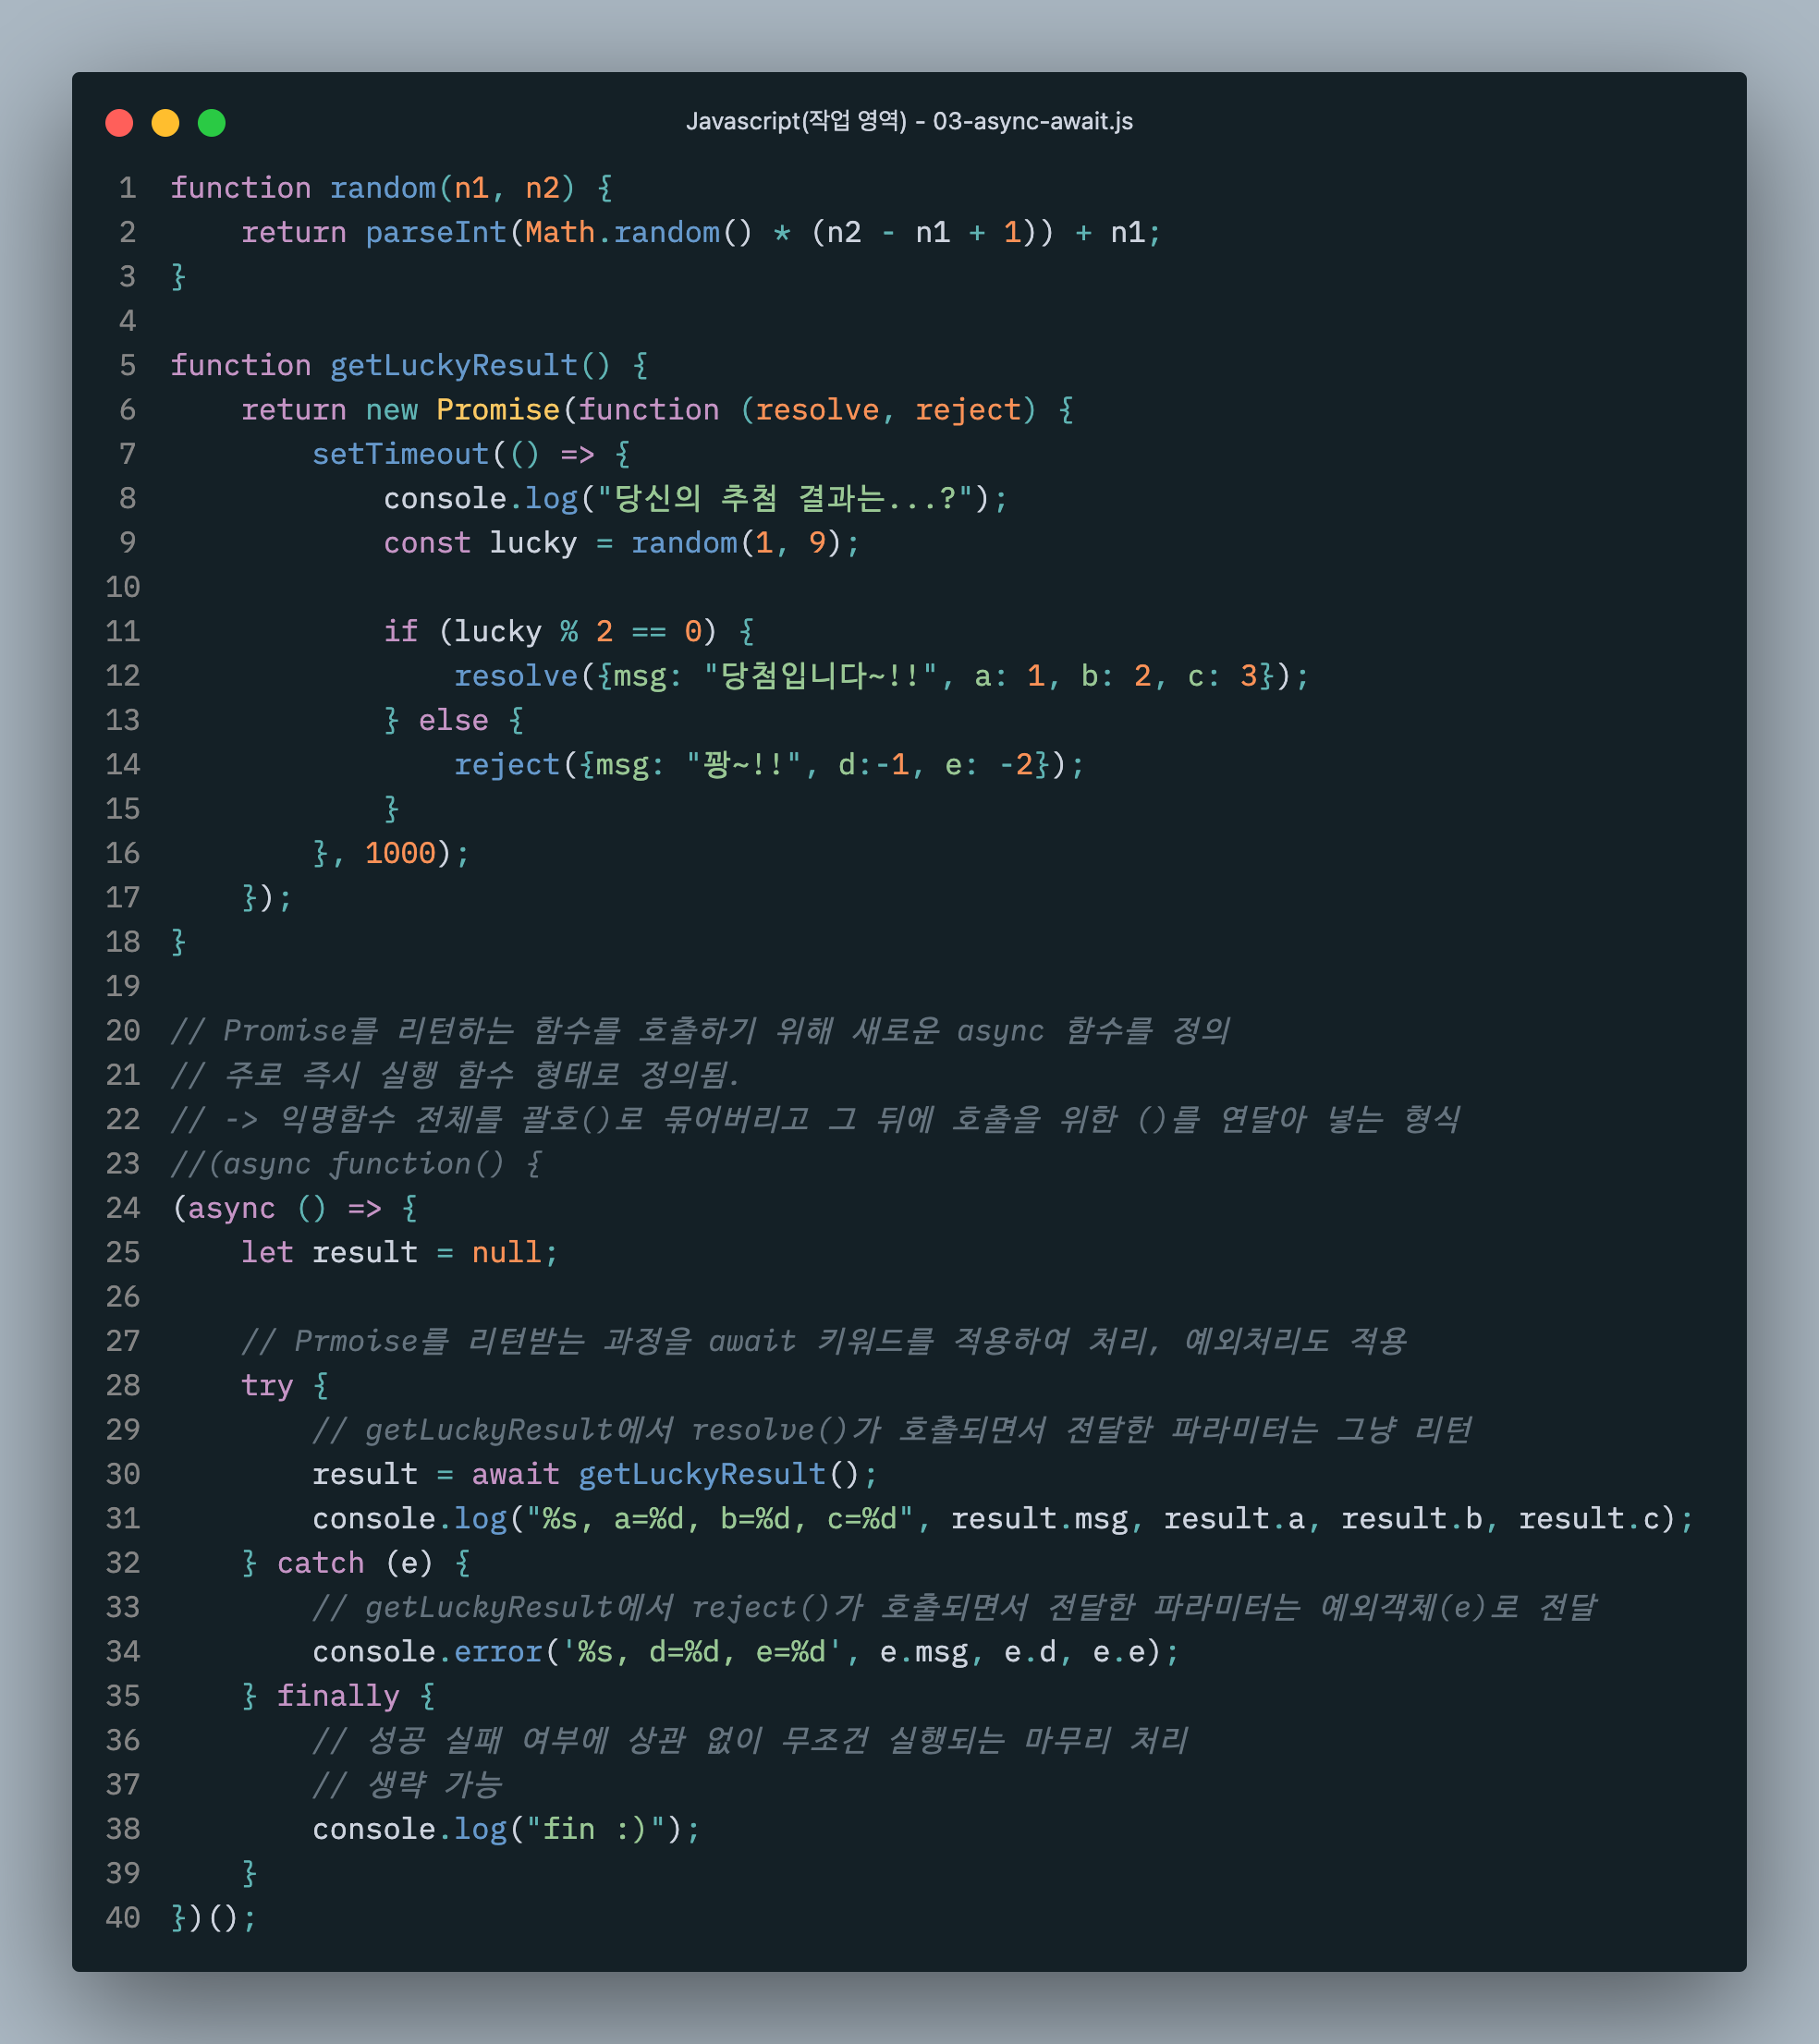 Javascript(작업 영역) - 03-async-await.js
1 function random(n1, n2) {
2     return parseInt(Math.random() * (n2 - n1 + 1)) + n1;
3 }
4
5 function getLuckyResult() {
6     return new Promise(function (resolve, reject) {
7         setTimeout(() => {
8             console.log("당신의 추첨 결과는...?");
9             const lucky = random(1, 9);
10
11             if (lucky % 2 == 0) {
12                 resolve({msg: "당첨입니다~!!", a: 1, b: 2, c: 3});
13             } else {
14                 reject({msg: "꽝~!!", d:-1, e: -2});
15             }
16         }, 1000);
17     });
18 }
19
20 // Promise를 리턴하는 함수를 호출하기 위해 새로운 async 함수를 정의
21 // 주로 즉시 실행 함수 형태로 정의됨.
22 // -> 익명함수 전체를 괄호()로 묶어버리고 그 뒤에 호출을 위한 ()를 연달아 넣는 형식
23 //(async function() {
24 (async () => {
25     let result = null;
26
27     // Prmoise를 리턴받는 과정을 await 키워드를 적용하여 처리, 예외처리도 적용
28     try {
29         // getLuckyResult에서 resolve()가 호출되면서 전달한 파라미터는 그냥 리턴
30         result = await getLuckyResult();
31         console.log("%s, a=%d, b=%d, c=%d", result.msg, result.a, result.b, result.c);
32     } catch (e) {
33         // getLuckyResult에서 reject()가 호출되면서 전달한 파라미터는 예외객체(e)로 전달
34         console.error('%s, d=%d, e=%d', e.msg, e.d, e.e);
35     } finally {
36         // 성공 실패 여부에 상관 없이 무조건 실행되는 마무리 처리
37         // 생략 가능
38         console.log("fin :)");
39     }
40 })();